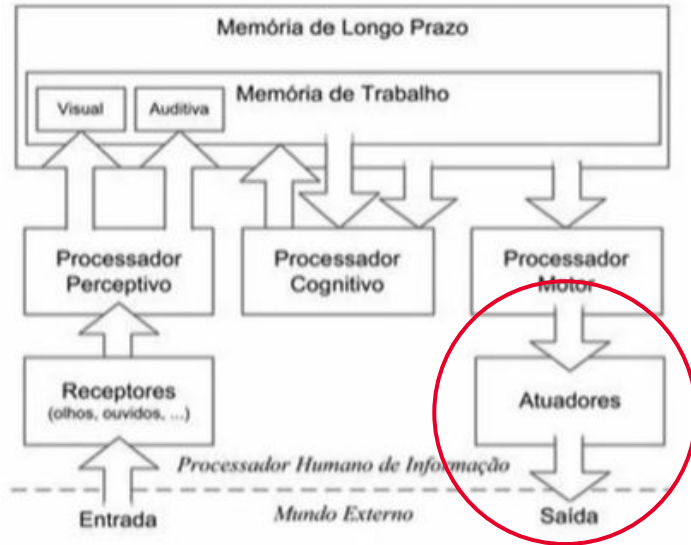 Memória de Longo Prazo
Memória de Trabalho
Visual
Auditiva
Processador
Perceptivo
Processador
Cognitivo
Processador
Motor
Receptores
(olhos, ouvidos, ...)
Atuadores
Processador Humano de Informação
Entrada
Mundo Externo
Saída